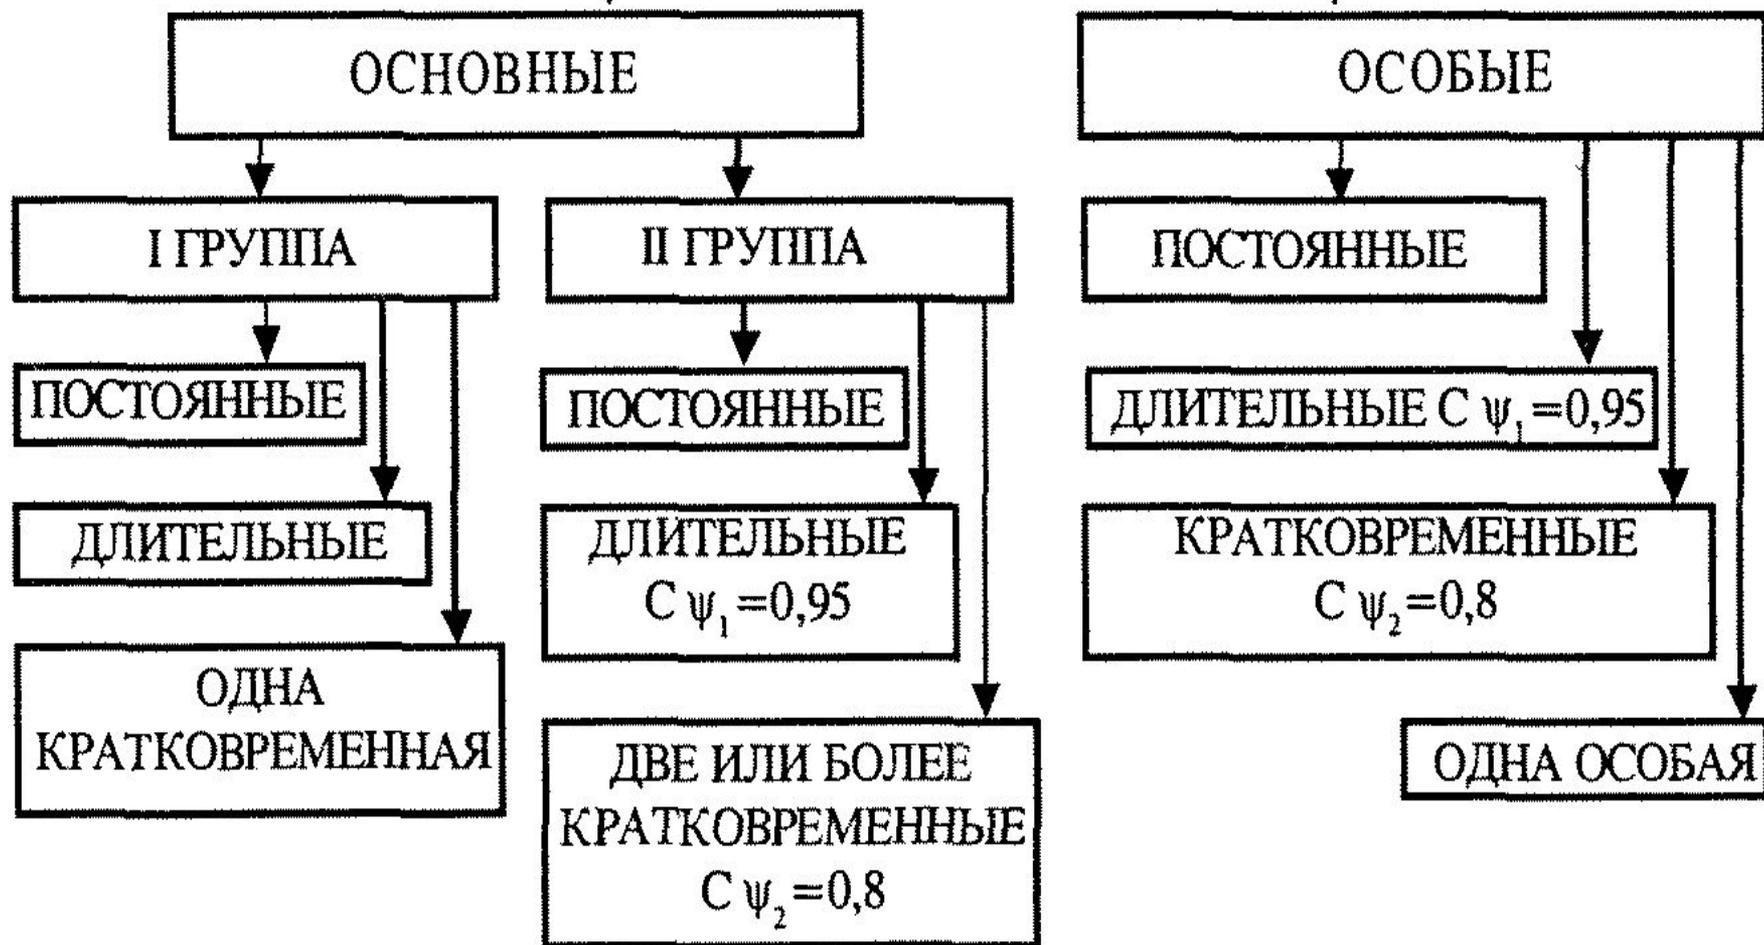 ОСНОВНЫЕ
ОСОБЫЕ
I ГРУППА
II ГРУППА
ПОСТОЯННЫЕ
ПОСТОЯННЫЕ
ПОСТОЯННЫЕ
ДЛИТЕЛЬНЫЕ С ψ₁=0,95
ДЛИТЕЛЬНЫЕ
ДЛИТЕЛЬНЫЕ
С ψ₁=0,95
КРАТКОВРЕМЕННЫЕ
С ψ₂=0,8
ОДНА
КРАТКОВРЕМЕННАЯ
ДВЕ ИЛИ БОЛЕЕ
КРАТКОВРЕМЕННЫЕ
С ψ₂=0,8
ОДНА ОСОБАЯ